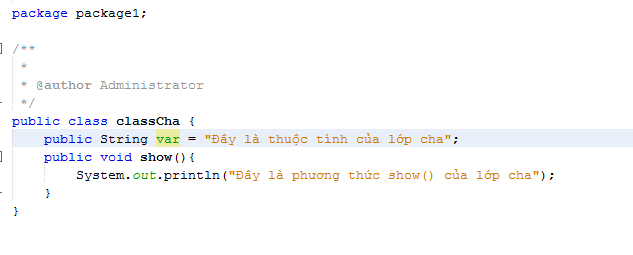 package package1;
/**
 *
 * @author Administrator
 */
public class classCha {
    public String var = "Đây là thuộc tính của lớp cha";
    public void show(){
        System.out.println("Đây là phương thức show() của lớp cha");
    }
}